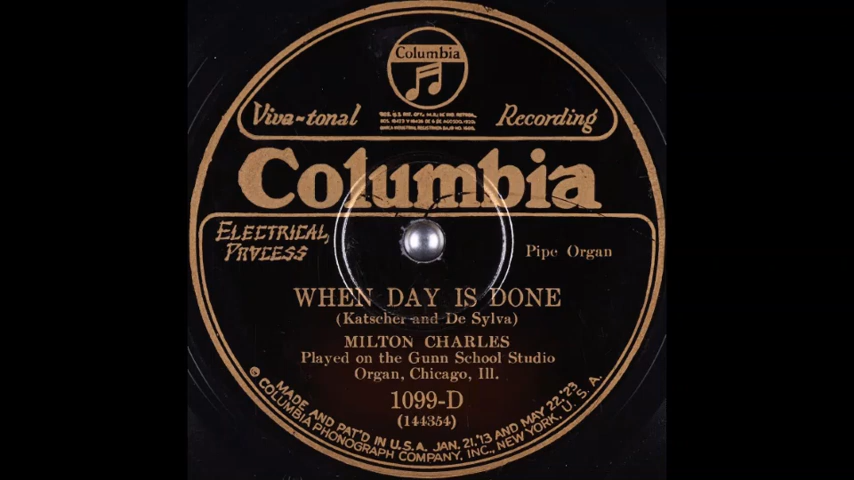 Columbia
Viva-tonal
Recording
Columbia
ELECTRICAL
PROCESS
Pipe Organ
WHEN DAY IS DONE
(Katscher and De Sylva)
MILTON CHARLES
Played on the Gunn School Studio
Organ, Chicago, Ill.
1099-D
(144354)
MADE AND PAT'D IN U.S.A. JAN. 21,'13 AND MAY 22,'23
© COLUMBIA PHONOGRAPH COMPANY, INC., NEW YORK, U. S. A.